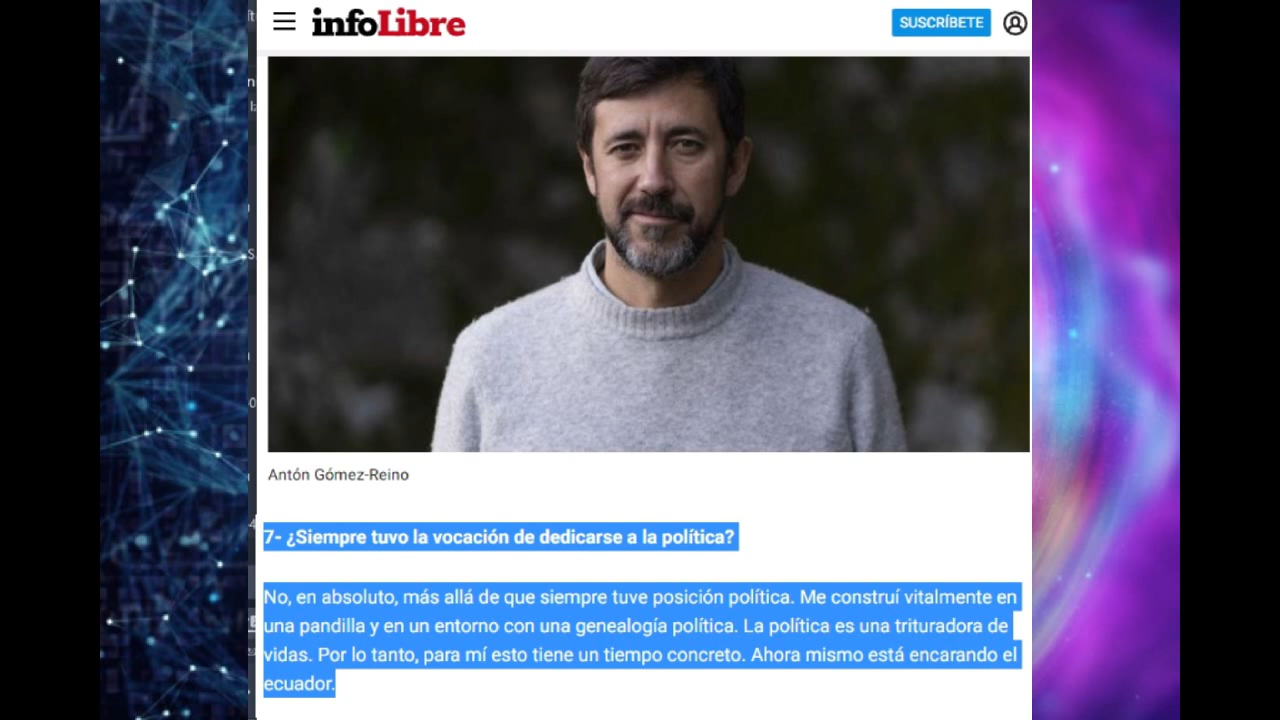 infoLibre
SUSCRÍBETE
Antón Gómez-Reino
7- ¿Siempre tuvo la vocación de dedicarse a la política?
No, en absoluto, más allá de que siempre tuve posición política. Me construí vitalmente en
una pandilla y en un entorno con una genealogía política. La política es una trituradora de
vidas. Por lo tanto, para mí esto tiene un tiempo concreto. Ahora mismo está encarando el
ecuador.